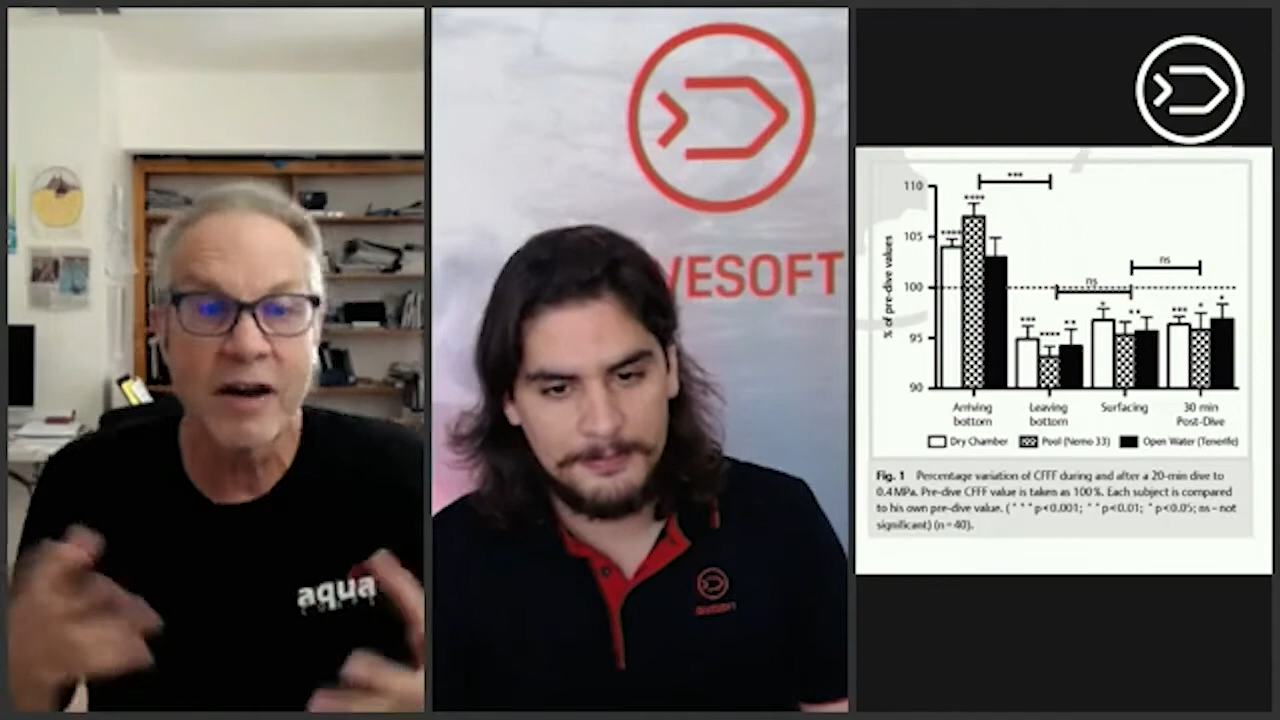 aqua
VESOFT
DIVESOFT
***
110
****
****
105
% of pre-dive values
ns
ns
100
***
****
**
*
**
***
*
*
95
90
Arriving bottom
Leaving bottom
Surfacing
30 min Post-Dive
Dry Chamber
Pool (Nemo 33)
Open Water (Tenerife)
Fig. 1 Percentage variation of CFFF during and after a 20-min dive to
0.4 MPa. Pre-dive CFFF value is taken as 100%. Each subject is compared
to his own pre-dive value. (***p<0.001; **p<0.01; *p<0.05; ns – not
significant) (n=40).